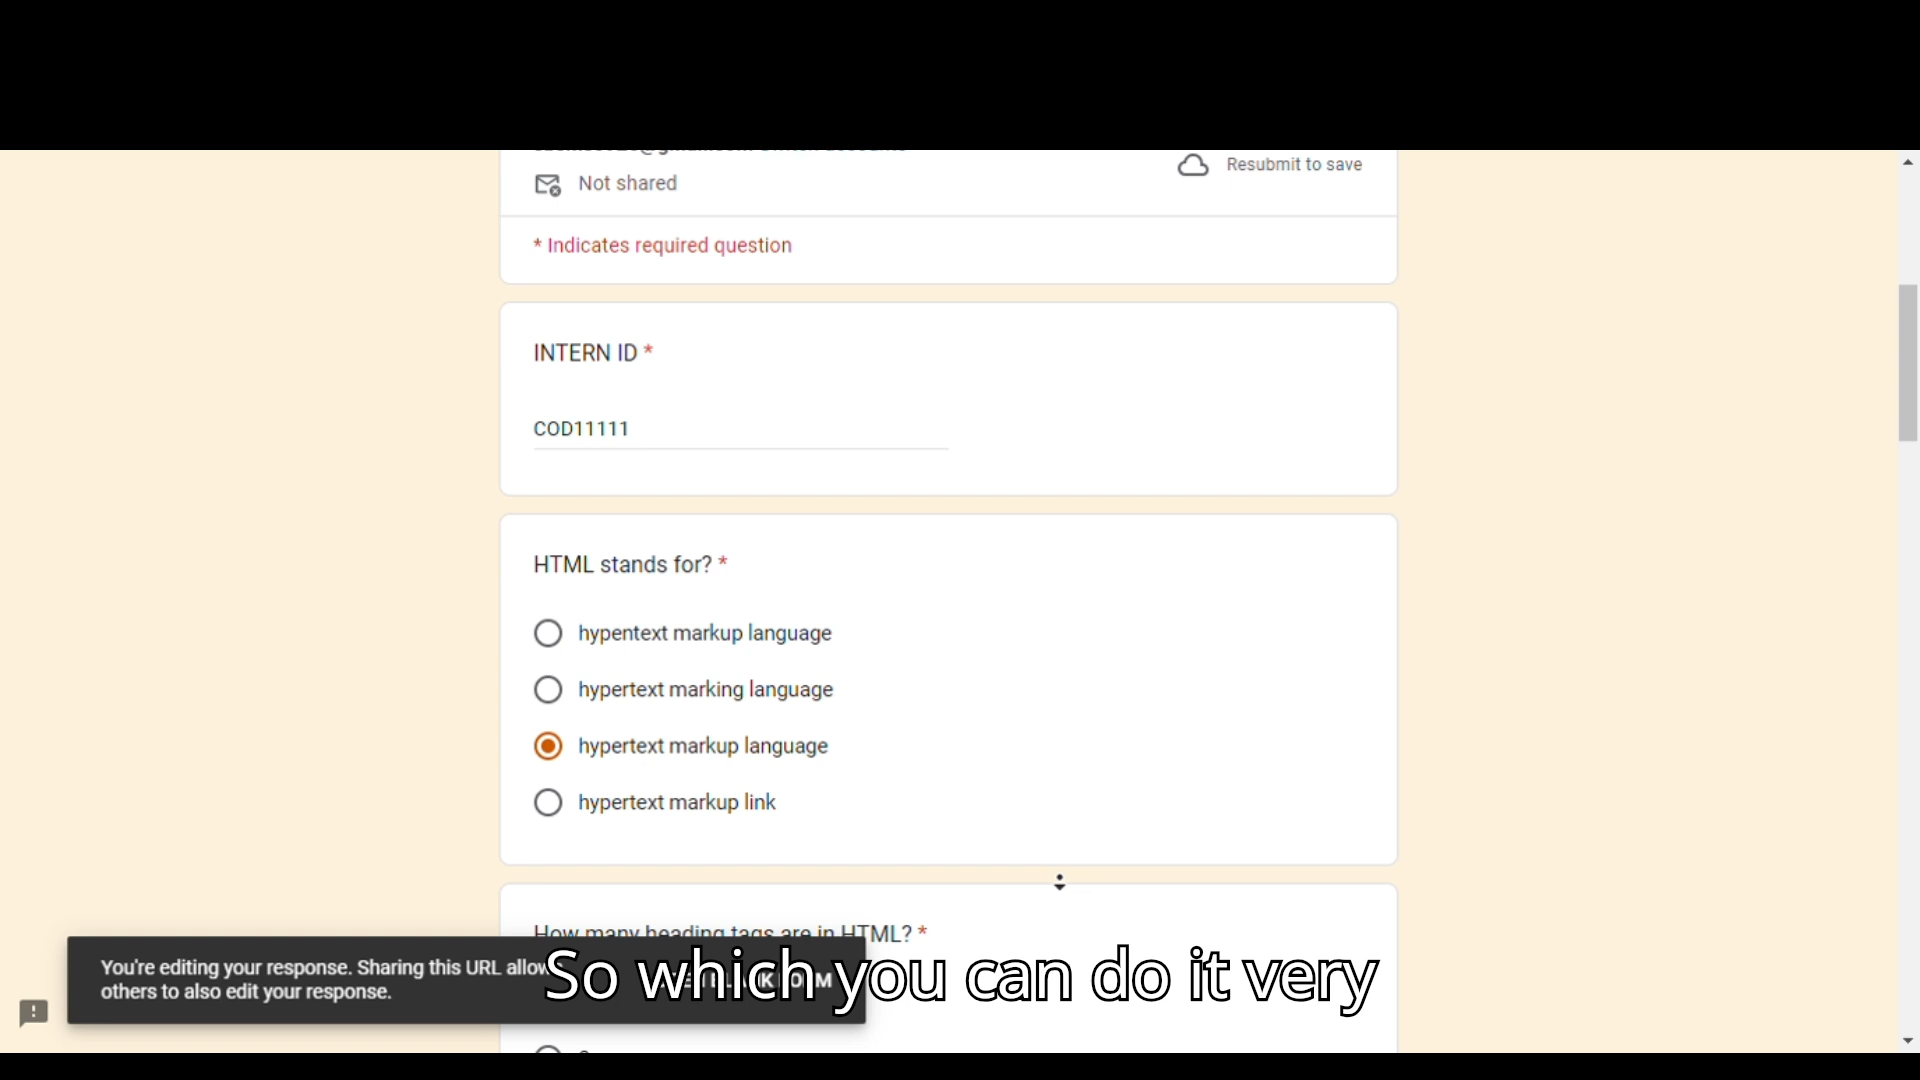 Not shared
Resubmit to save
* Indicates required question
INTERN ID *
COD11111
HTML stands for? *
hypentext markup language
hypertext marking language
hypertext markup language
hypertext markup link
How many heading tags are in HTML? *
You're editing your response. Sharing this URL allows
others to also edit your response.
So which you can do it very